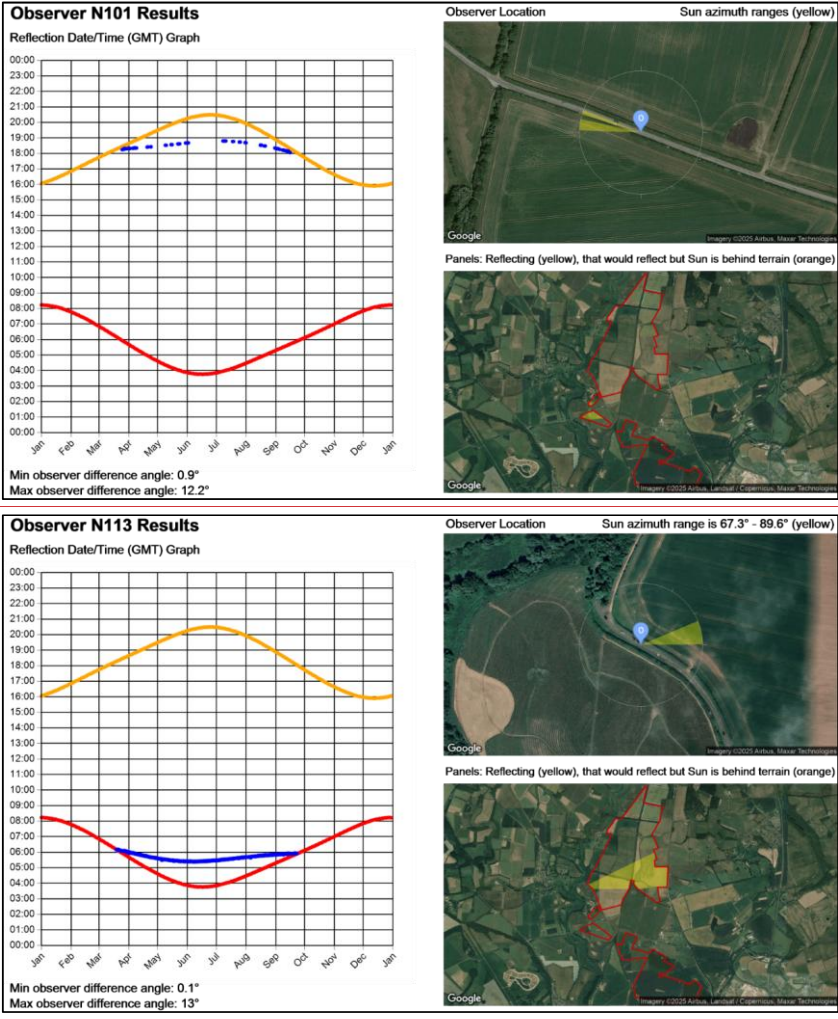 Observer N101 Results
Reflection Date/Time (GMT) Graph
00:00
23:00
22:00
21:00
20:00
19:00
18:00
17:00
16:00
15:00
14:00
13:00
12:00
11:00
10:00
09:00
08:00
07:00
06:00
05:00
04:00
03:00
02:00
01:00
00:00
Jan Feb Mar Apr May Jun Jul Aug Sep Oct Nov Dec Jan
Min observer difference angle: 0.9°
Max observer difference angle: 12.2°
Observer Location Sun azimuth ranges (yellow)
O
Google
Imagery ©2025 Airbus, Maxar Technologies
Panels: Reflecting (yellow), that would reflect but Sun is behind terrain (orange)
Google
Imagery ©2025 Airbus, Landsat / Copernicus, Maxar Technologies
Observer N113 Results
Reflection Date/Time (GMT) Graph
00:00
23:00
22:00
21:00
20:00
19:00
18:00
17:00
16:00
15:00
14:00
13:00
12:00
11:00
10:00
09:00
08:00
07:00
06:00
05:00
04:00
03:00
02:00
01:00
00:00
Jan Feb Mar Apr May Jun Jul Aug Sep Oct Nov Dec Jan
Min observer difference angle: 0.1°
Max observer difference angle: 13°
Observer Location Sun azimuth range is 67.3° - 89.6° (yellow)
O
Google
Imagery ©2025 Airbus, Maxar Technologies
Panels: Reflecting (yellow), that would reflect but Sun is behind terrain (orange)
Google
Imagery ©2025 Airbus, Landsat / Copernicus, Maxar Technologies